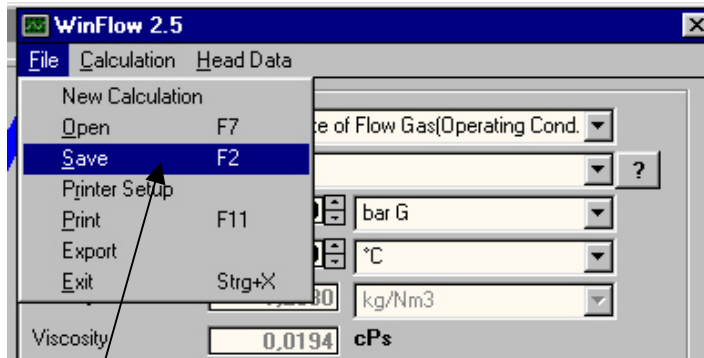 WinFlow 2.5
File Calculation Head Data
New Calculation
Open F7
Save F2
Printer Setup
Print F11
Export
Exit Strg+X
of Flow Gas(Operating Cond.
?
bar G
°C
kg/Nm3
Viscosity 0,0194 cPs